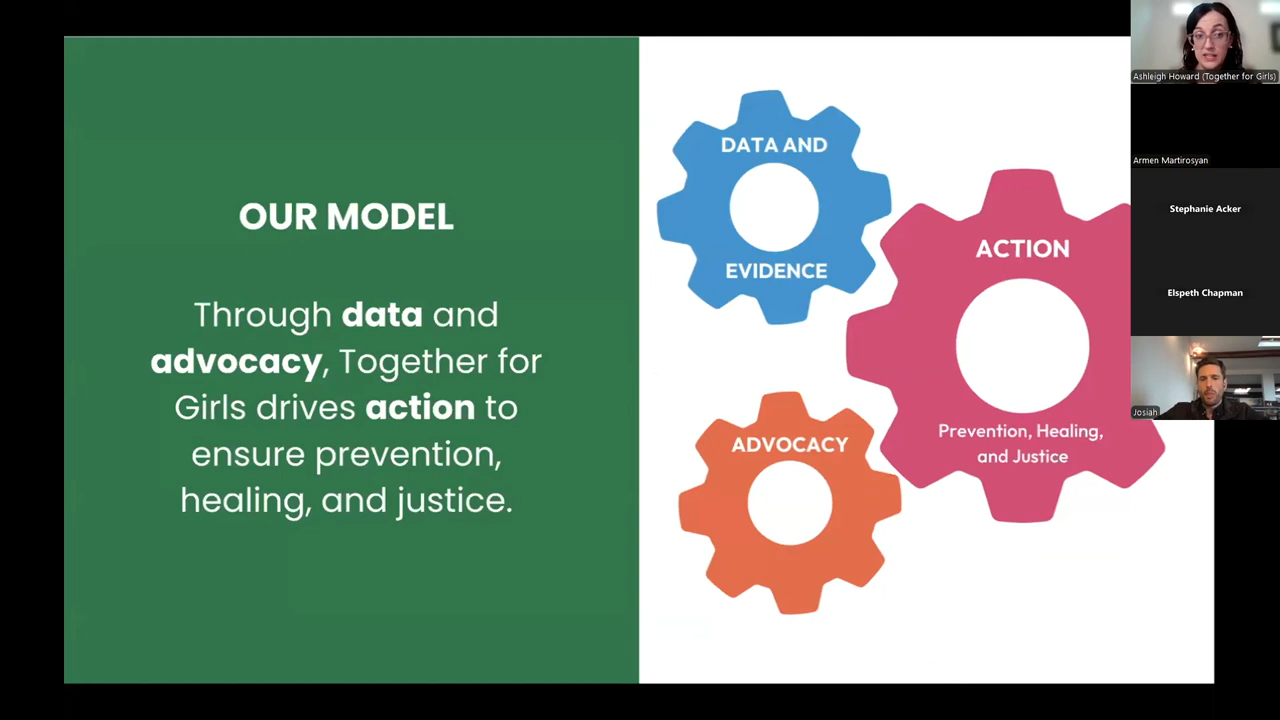 OUR MODEL
Through data and
advocacy, Together for
Girls drives action to
ensure prevention,
healing, and justice.
DATA AND
EVIDENCE
ADVOCACY
ACTION
Prevention, Healing,
and Justice
Ashleigh Howard (Together for Girls)
Armen Martirosyan
Stephanie Acker
Elspeth Chapman
Josiah